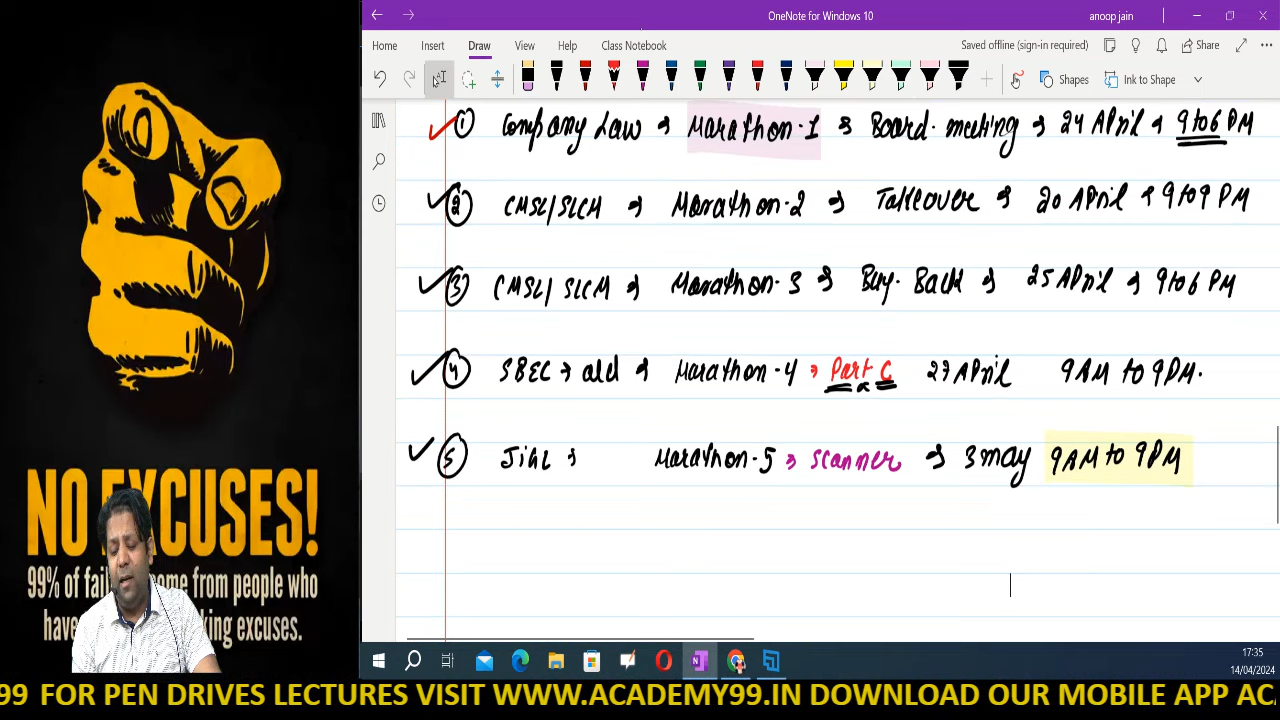 OneNote for Windows 10
anoop jain
Home Insert Draw View Help Class Notebook
Saved offline (sign-in required)
Share
Shapes
Ink to Shape
1 Company Law → Marathon-1 → Board-meeting → 24 April → 9 to 6 PM
2 CMSL/SLCM → Marathon-2 → Takeover → 20 April → 9 to 9 PM
3 CMSL/SLCM → Marathon-3 → Buy-Back → 25 April → 9 to 6 PM
4 SBEC → old → Marathon-4 → Part C 27 April 9AM to 9PM.
5 JIGL → Marathon-5 → Scanner → 3 may 9AM to 9PM
NO EXCUSES!
99% of fail ome from people who
have king excuses.
17:35
14/04/2024
99 FOR PEN DRIVES LECTURES VISIT WWW.ACADEMY99.IN DOWNLOAD OUR MOBILE APP ACA